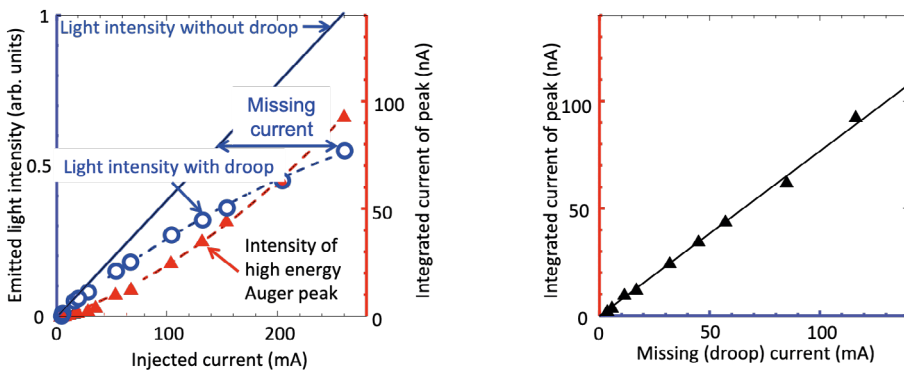 1
0.5
0
Emitted light intensity (arb. units)
Light intensity without droop
Missing
current
Light intensity with droop
Intensity of
high energy
Auger peak
0
100
200
Injected current (mA)
100
50
0
Integrated current of peak (nA)
Integrated current of peak (nA)
100
50
0
0
50
100
Missing (droop) current (mA)